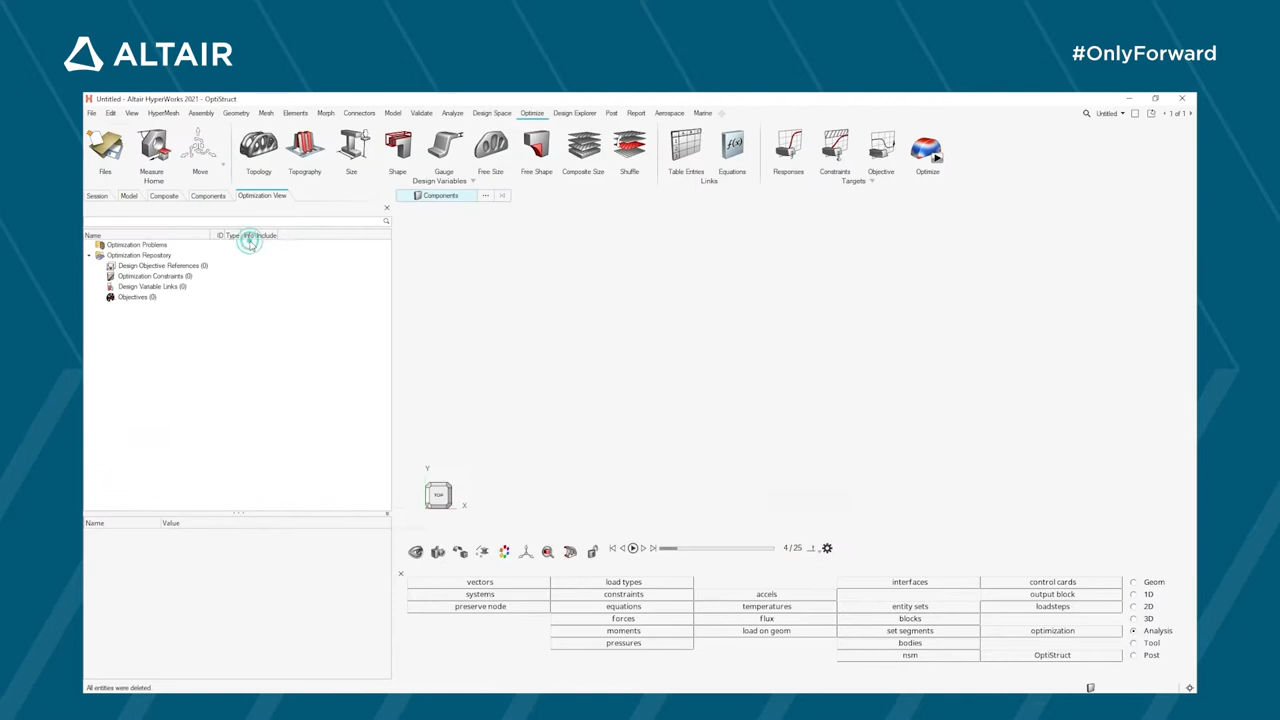 ALTAIR
#OnlyForward
Untitled - Altair HyperWorks 2021 - OptiStruct
File Edit View HyperMesh Assembly Geometry Mesh Elements Morph Connectors Model Validate Analyze Design Space Optimize Design Explorer Post Report Aerospace Marine Untitled 1 of 1
Files Measure Move Topology Topography Size Shape Gauge Free Size Free Shape Composite Size Shuffle Table Entries Equations Responses Constraints Objective Optimize
Home Design Variables Links Targets
Session Model Composite Components Optimization View Components
Name ID Type Info Include
Optimization Problems
Optimization Repository
Design Objective References (0)
Optimization Constraints (0)
Design Variable Links (0)
Objectives (0)
Y
TOP
X
Name Value
4 / 25
vectors load types interfaces control cards Geom
systems constraints accels output block 1D
preserve node equations temperatures entity sets loadsteps 2D
forces flux blocks 3D
moments load on geom set segments optimization Analysis
pressures bodies Tool
nsm OptiStruct Post
All entities were deleted.